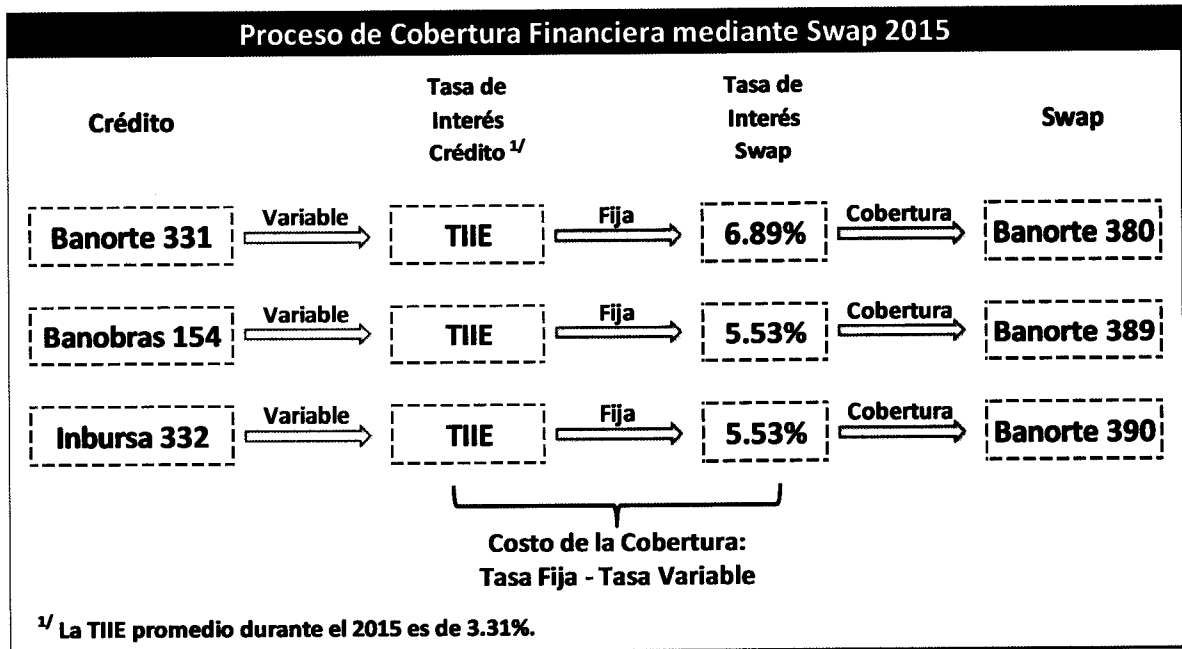 Proceso de Cobertura Financiera mediante Swap 2015
Crédito
Tasa de
Interés
Crédito 1/
Tasa de
Interés
Swap
Swap
Banorte 331
Variable
TIIE
Fija
6.89%
Cobertura
Banorte 380
Banobras 154
Variable
TIIE
Fija
5.53%
Cobertura
Banorte 389
Inbursa 332
Variable
TIIE
Fija
5.53%
Cobertura
Banorte 390
Costo de la Cobertura:
Tasa Fija - Tasa Variable
1/ La TIIE promedio durante el 2015 es de 3.31%.